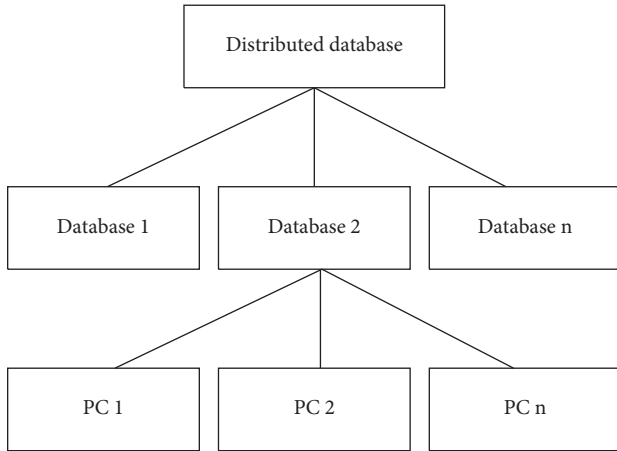 Distributed database
Database 1
Database 2
Database n
PC 1
PC 2
PC n